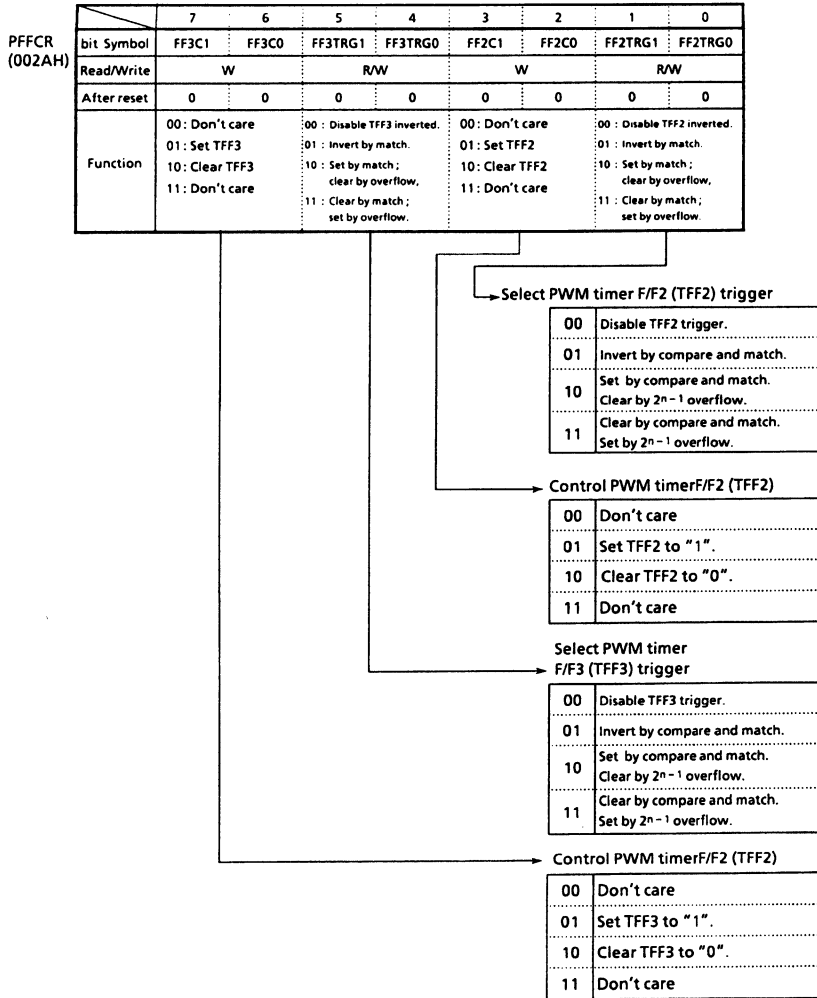 7 6 5 4 3 2 1 0
PFFCR
(002AH)
bit Symbol FF3C1 FF3C0 FF3TRG1 FF3TRG0 FF2C1 FF2C0 FF2TRG1 FF2TRG0
Read/Write W R/W W R/W
After reset 0 0 0 0 0 0 0 0
Function
00 : Don't care
01 : Set TFF3
10 : Clear TFF3
11 : Don't care
00 : Disable TFF3 inverted.
01 : Invert by match.
10 : Set by match ;
clear by overflow,
11 : Clear by match ;
set by overflow.
00 : Don't care
01 : Set TFF2
10 : Clear TFF2
11 : Don't care
00 : Disable TFF2 inverted.
01 : Invert by match.
10 : Set by match ;
clear by overflow,
11 : Clear by match ;
set by overflow.
Select PWM timer F/F2 (TFF2) trigger
00 Disable TFF2 trigger.
01 Invert by compare and match.
10 Set by compare and match.
Clear by 2ⁿ⁻¹ overflow.
11 Clear by compare and match.
Set by 2ⁿ⁻¹ overflow.
Control PWM timerF/F2 (TFF2)
00 Don't care
01 Set TFF2 to "1".
10 Clear TFF2 to "0".
11 Don't care
Select PWM timer
F/F3 (TFF3) trigger
00 Disable TFF3 trigger.
01 Invert by compare and match.
10 Set by compare and match.
Clear by 2ⁿ⁻¹ overflow.
11 Clear by compare and match.
Set by 2ⁿ⁻¹ overflow.
Control PWM timerF/F2 (TFF2)
00 Don't care
01 Set TFF3 to "1".
10 Clear TFF3 to "0".
11 Don't care